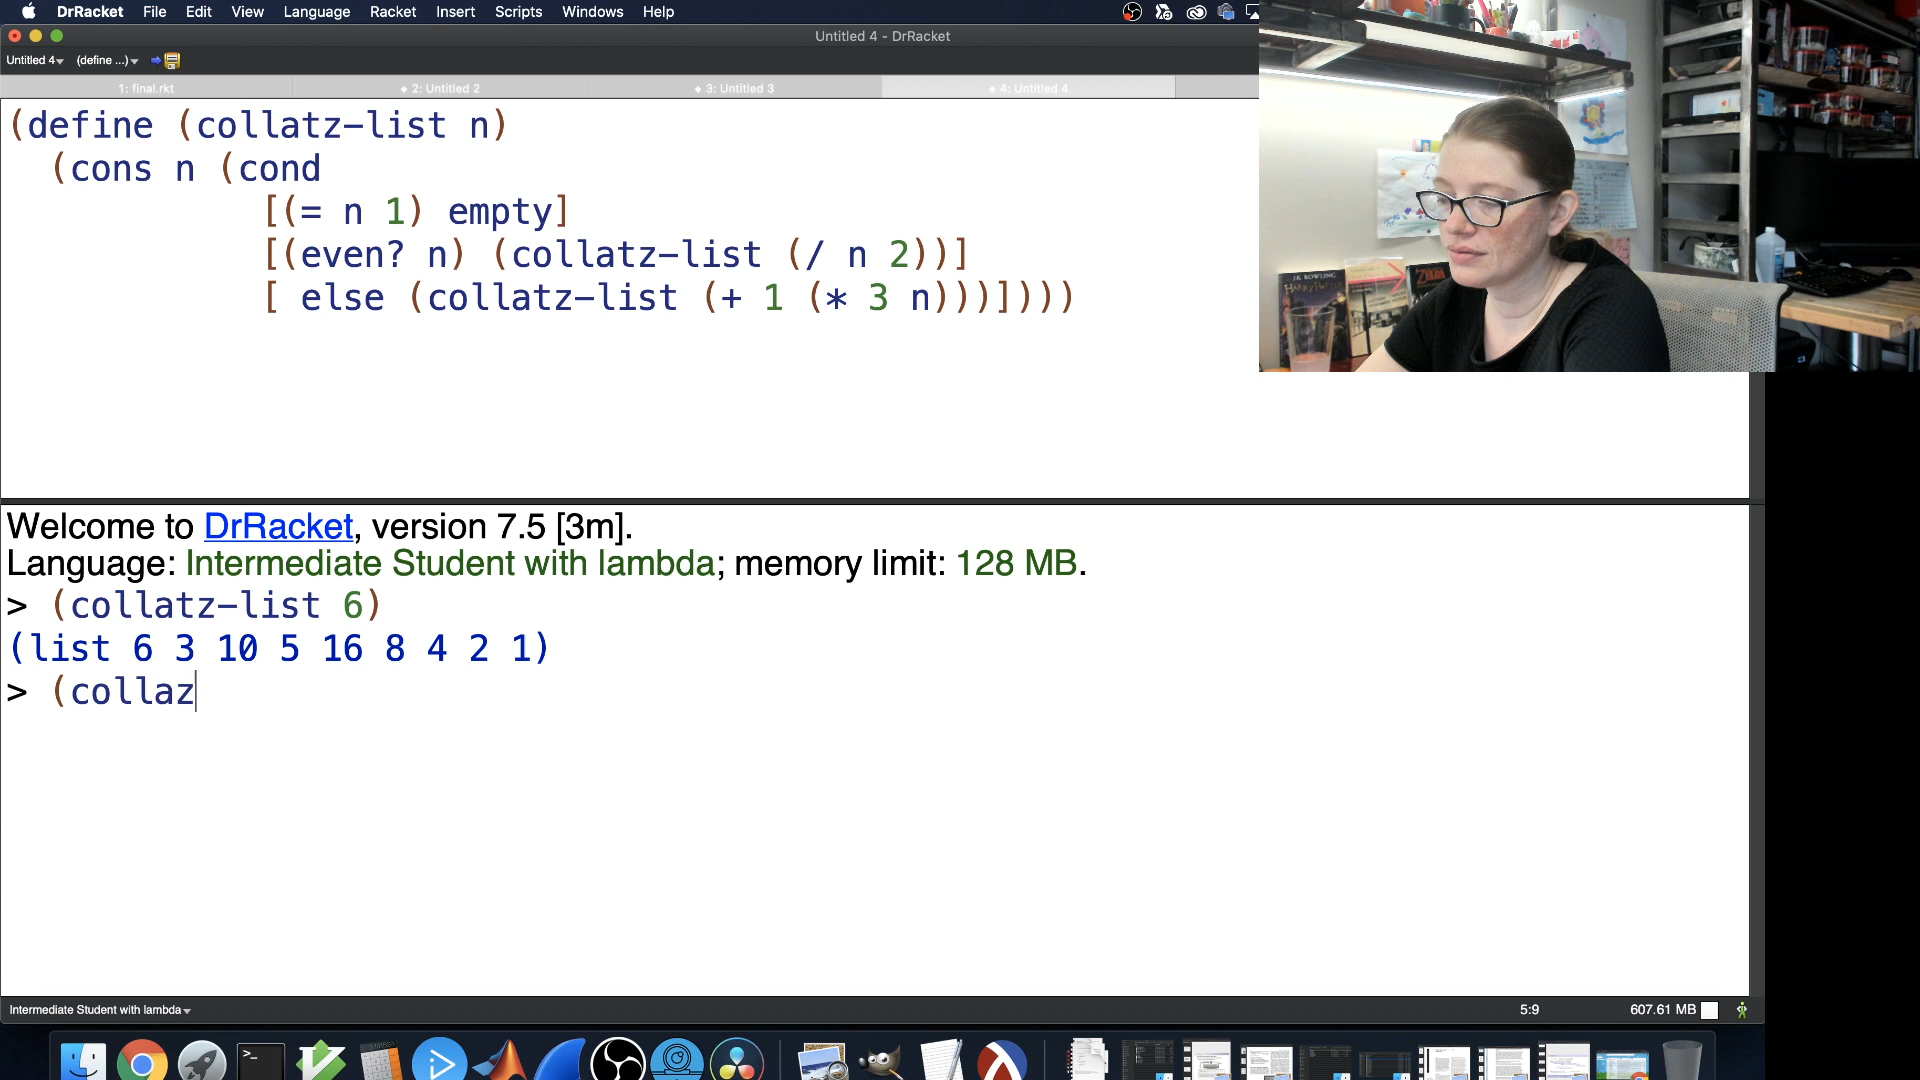 DrRacket File Edit View Language Racket Insert Scripts Windows Help
Untitled 4 - DrRacket
Untitled 4 (define ...)
1: final.rkt 2: Untitled 2 3: Untitled 3 4: Untitled 4
(define (collatz-list n)
(cons n (cond
[(= n 1) empty]
[(even? n) (collatz-list (/ n 2))]
[ else (collatz-list (+ 1 (* 3 n)))])))
J.K. ROWLING
HARRY POTTER
ZELDA
Welcome to DrRacket, version 7.5 [3m].
Language: Intermediate Student with lambda; memory limit: 128 MB.
> (collatz-list 6)
(list 6 3 10 5 16 8 4 2 1)
> (collaz
Intermediate Student with lambda 5:9 607.61 MB
>_